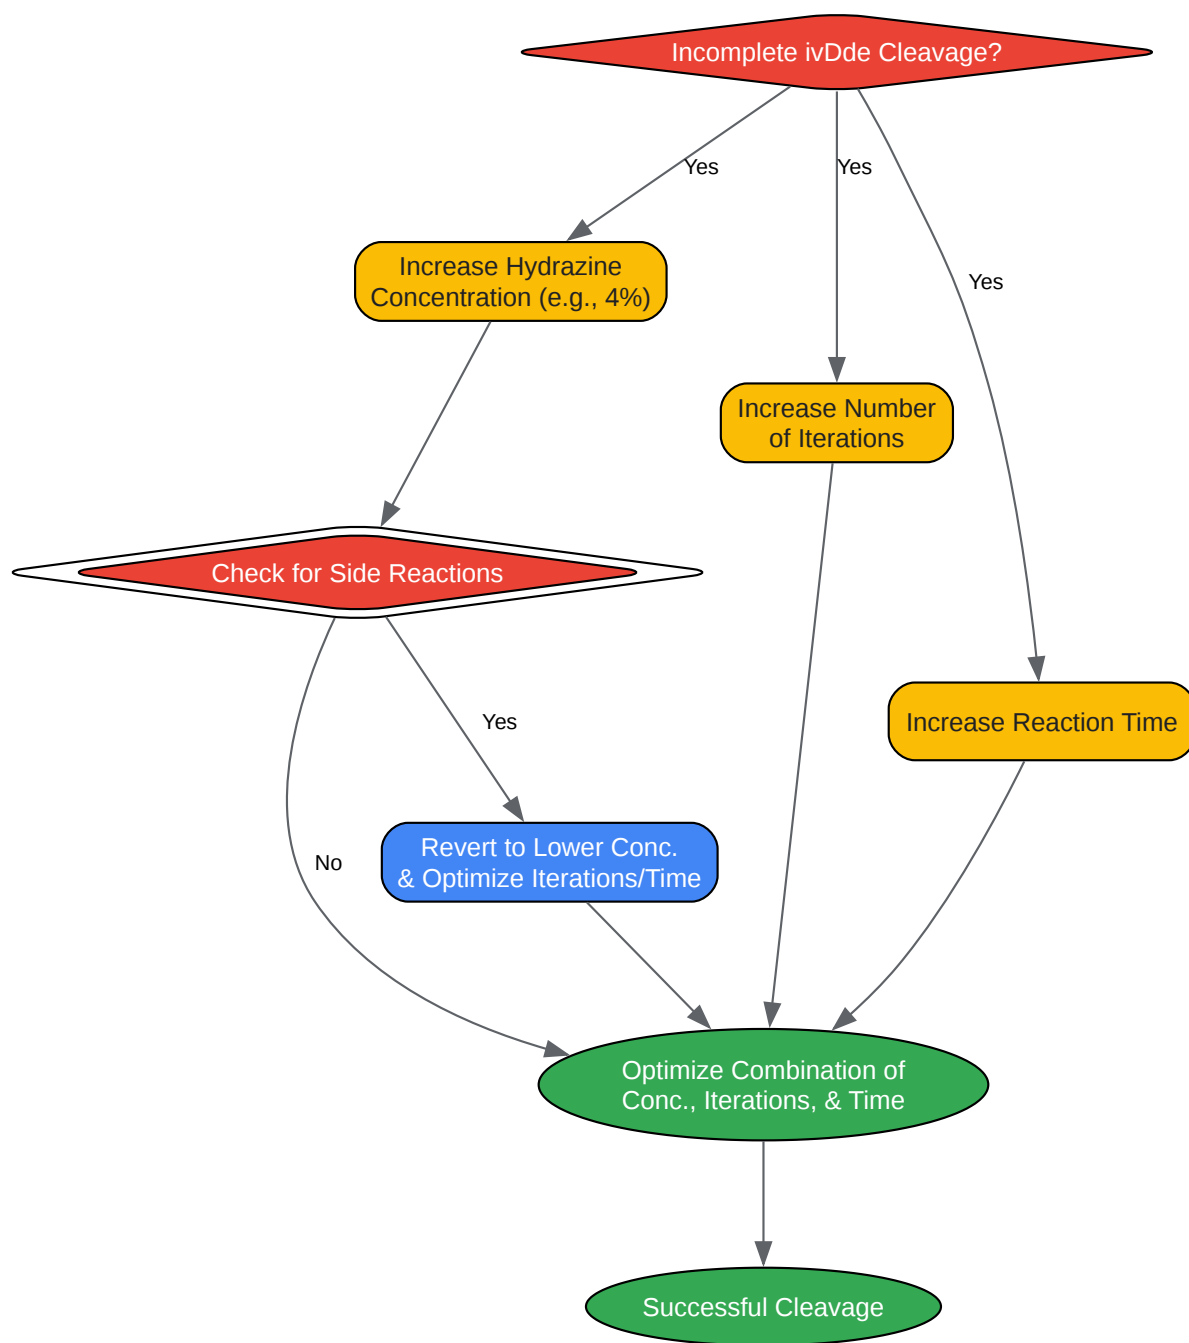 Incomplete ivDde Cleavage?
Yes
Yes
Yes
Increase Hydrazine
Concentration (e.g., 4%)
Increase Number
of Iterations
Check for Side Reactions
Increase Reaction Time
Yes
No
Revert to Lower Conc.
& Optimize Iterations/Time
Optimize Combination of
Conc., Iterations, & Time
Successful Cleavage